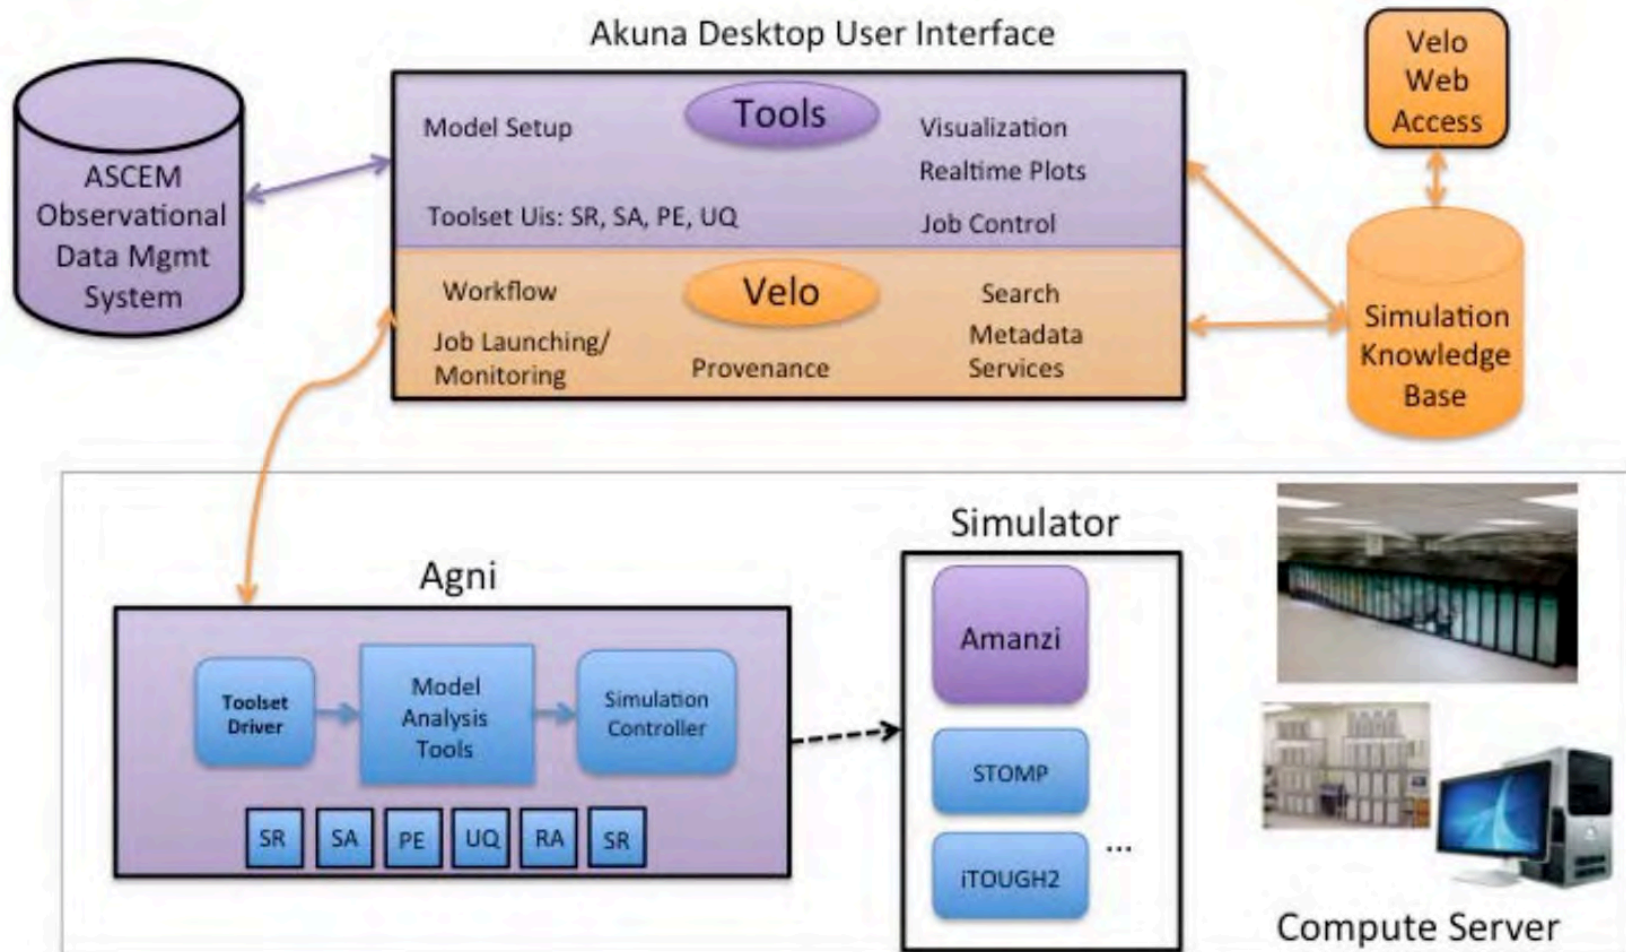 Akuna Desktop User Interface
Velo
Web
Access
ASCEM
Observational
Data Mgmt
System
Tools
Model Setup
Visualization
Realtime Plots
Toolset Uis: SR, SA, PE, UQ
Job Control
Velo
Workflow
Search
Job Launching/
Monitoring
Provenance
Metadata
Services
Simulation
Knowledge
Base
Agni
Toolset
Driver
Model
Analysis
Tools
Simulation
Controller
SR
SA
PE
UQ
RA
SR
Simulator
Amanzi
STOMP
iTOUGH2
...
Compute Server